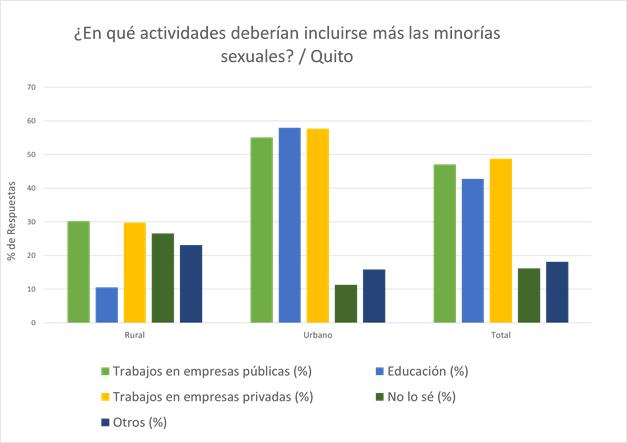 ¿En qué actividades deberían incluirse más las minorías
sexuales? / Quito
70
60
50
40
30
20
10
0
% de Respuestas
Rural
Urbano
Total
Trabajos en empresas públicas (%)
Educación (%)
Trabajos en empresas privadas (%)
No lo sé (%)
Otros (%)